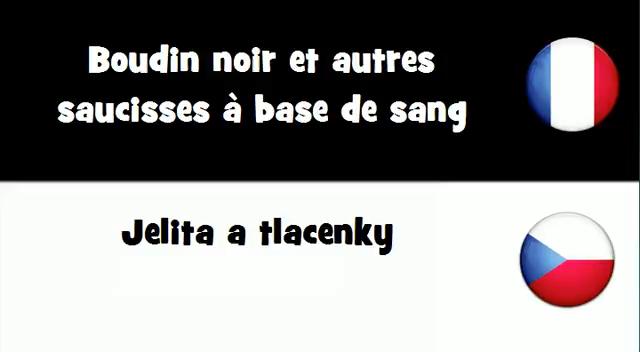 Boudin noir et autres
saucisses à base de sang
Jelita a tlacenky